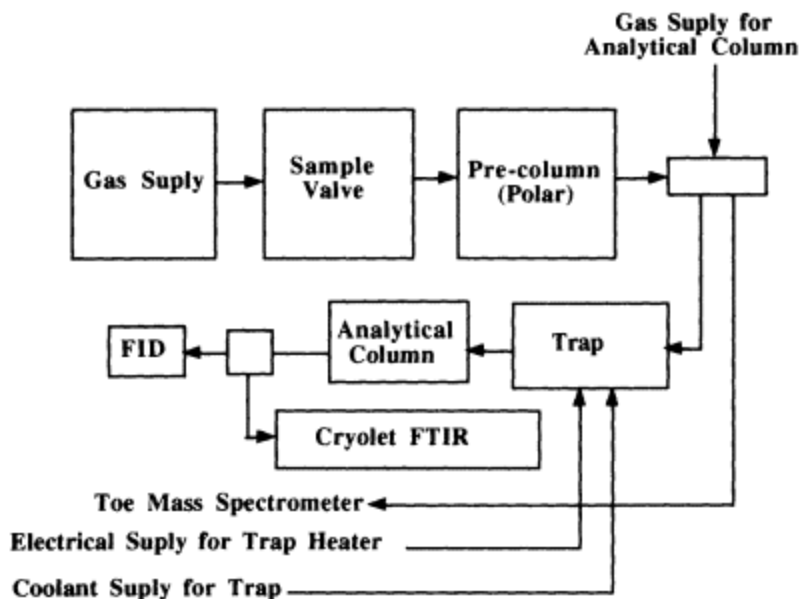 Gas Suply for
Analytical Column
Gas Suply
Sample
Valve
Pre-column
(Polar)
FID
Analytical
Column
Trap
Cryolet FTIR
Toe Mass Spectrometer
Electrical Suply for Trap Heater
Coolant Suply for Trap